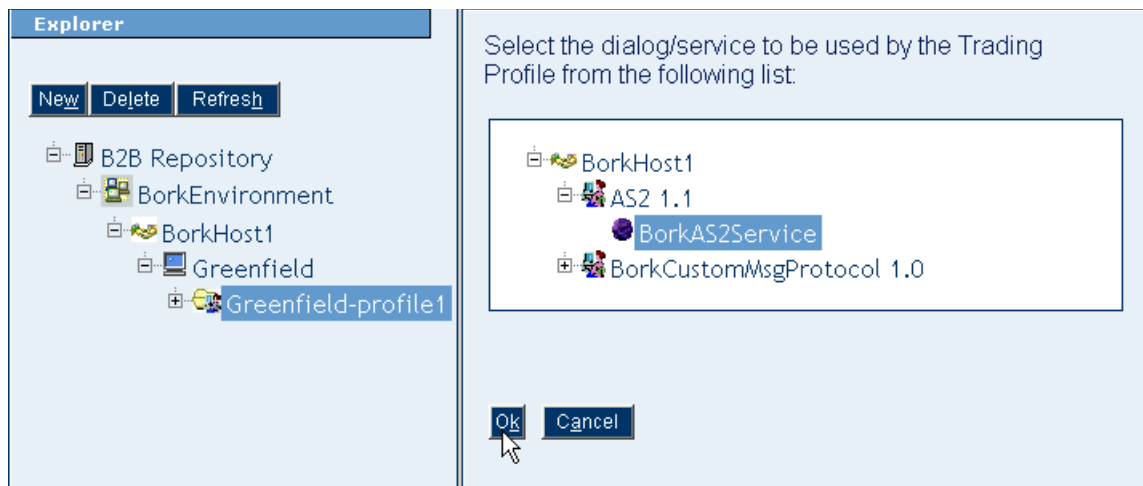 Explorer
New Delete Refresh
B2B Repository
BorkEnvironment
BorkHost1
Greenfield
Greenfield-profile1
Select the dialog/service to be used by the Trading
Profile from the following list:
BorkHost1
AS2 1.1
BorkAS2Service
BorkCustomMsgProtocol 1.0
Ok Cancel